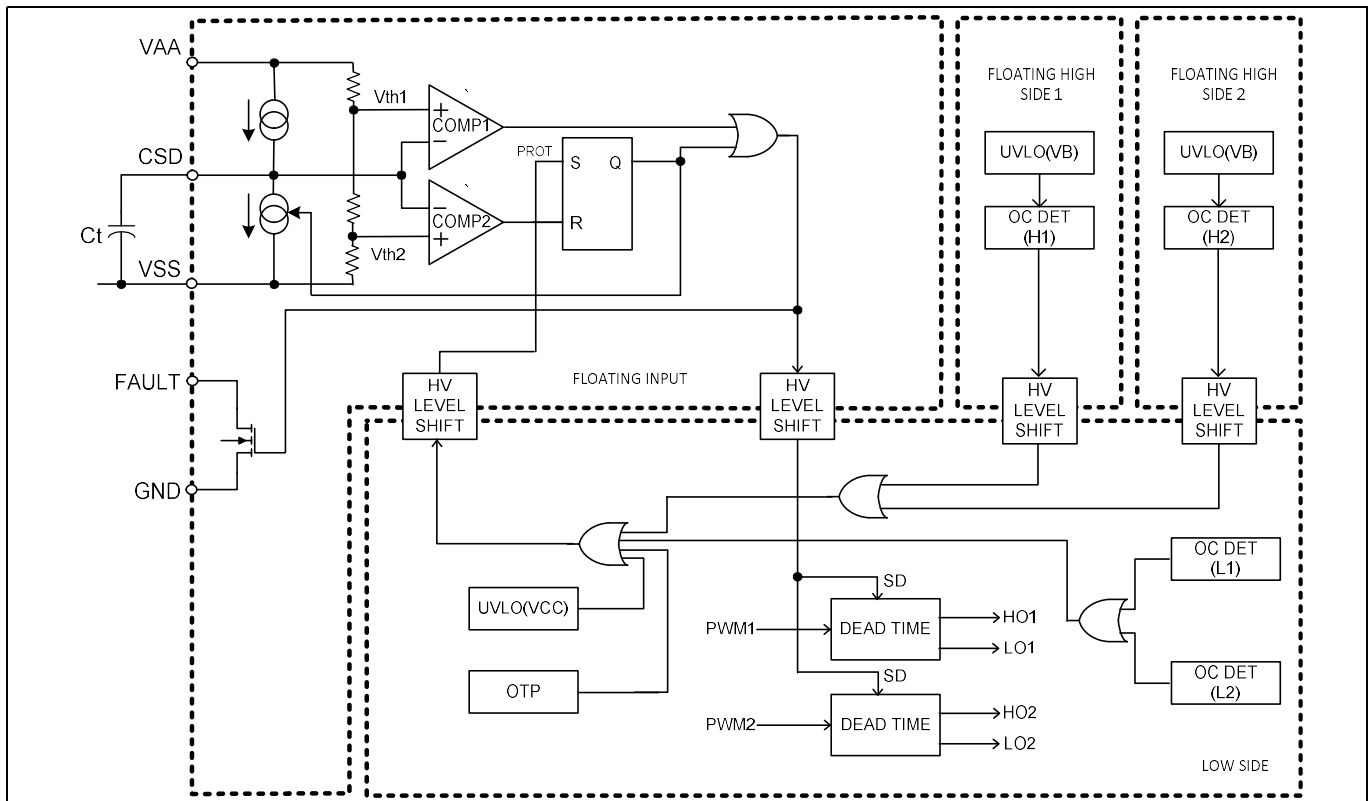 VAA
Vth1
+
COMP1
−
CSD
PROT
S
Q
R
−
COMP2
+
Vth2
Ct
VSS
FAULT
GND
FLOATING INPUT
HV
LEVEL
SHIFT
HV
LEVEL
SHIFT
FLOATING HIGH
SIDE 1
UVLO(VB)
OC DET
(H1)
HV
LEVEL
SHIFT
FLOATING HIGH
SIDE 2
UVLO(VB)
OC DET
(H2)
HV
LEVEL
SHIFT
UVLO(VCC)
OTP
SD
PWM1
DEAD TIME
HO1
LO1
SD
PWM2
DEAD TIME
HO2
LO2
OC DET
(L1)
OC DET
(L2)
LOW SIDE